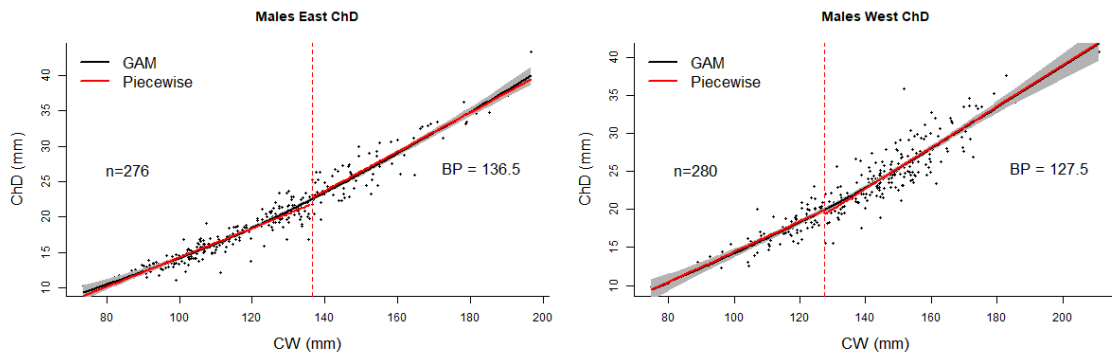 Males East ChD
GAM
Piecewise
n=276
BP = 136.5
ChD (mm)
40
35
30
25
20
15
10
80 100 120 140 160 180 200
CW (mm)
Males West ChD
GAM
Piecewise
n=280
BP = 127.5
ChD (mm)
40
35
30
25
20
15
10
80 100 120 140 160 180 200
CW (mm)